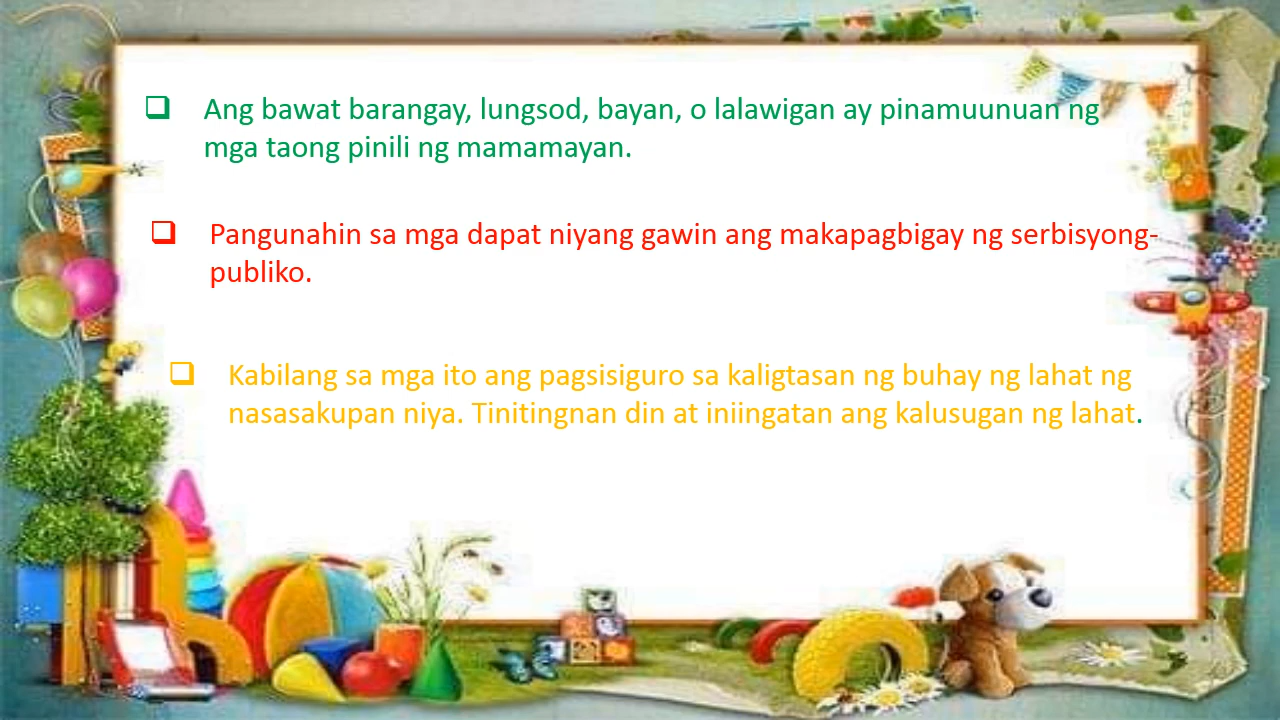 ❑ Ang bawat barangay, lungsod, bayan, o lalawigan ay pinamuunuan ng
mga taong pinili ng mamamayan.
❑ Pangunahin sa mga dapat niyang gawin ang makapagbigay ng serbisyong-
publiko.
❑ Kabilang sa mga ito ang pagsisiguro sa kaligtasan ng buhay ng lahat ng
nasasakupan niya. Tinitingnan din at iniingatan ang kalusugan ng lahat.